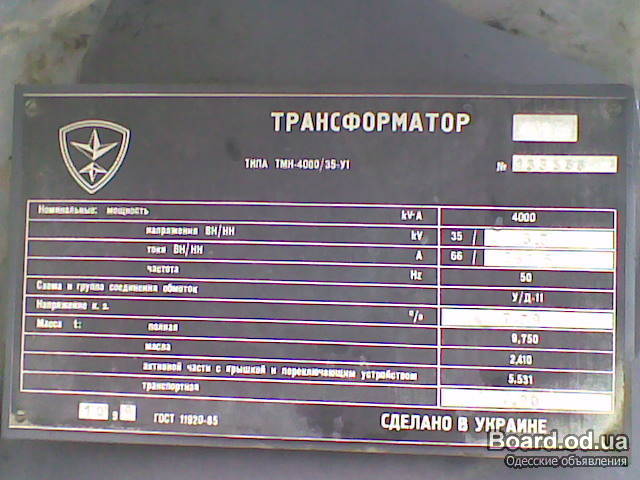 ТРАНСФОРМАТОР
ТИПА ТМН-4000/35-У1 №
Номинальные: мощность kV·A 4000
напряжения ВН/НН kV 35 /
токи ВН/НН A 66 /
частота Hz 50
Схема и группа соединения обмоток У/Д-11
Напряжение к. з. %
Масса t: полная 9,750
масла 2,410
активной части с крышкой и переключающим устройством 5,531
транспортная
ГОСТ 11920-85 СДЕЛАНО В УКРАИНЕ
Board.od.ua
Одесские объявления